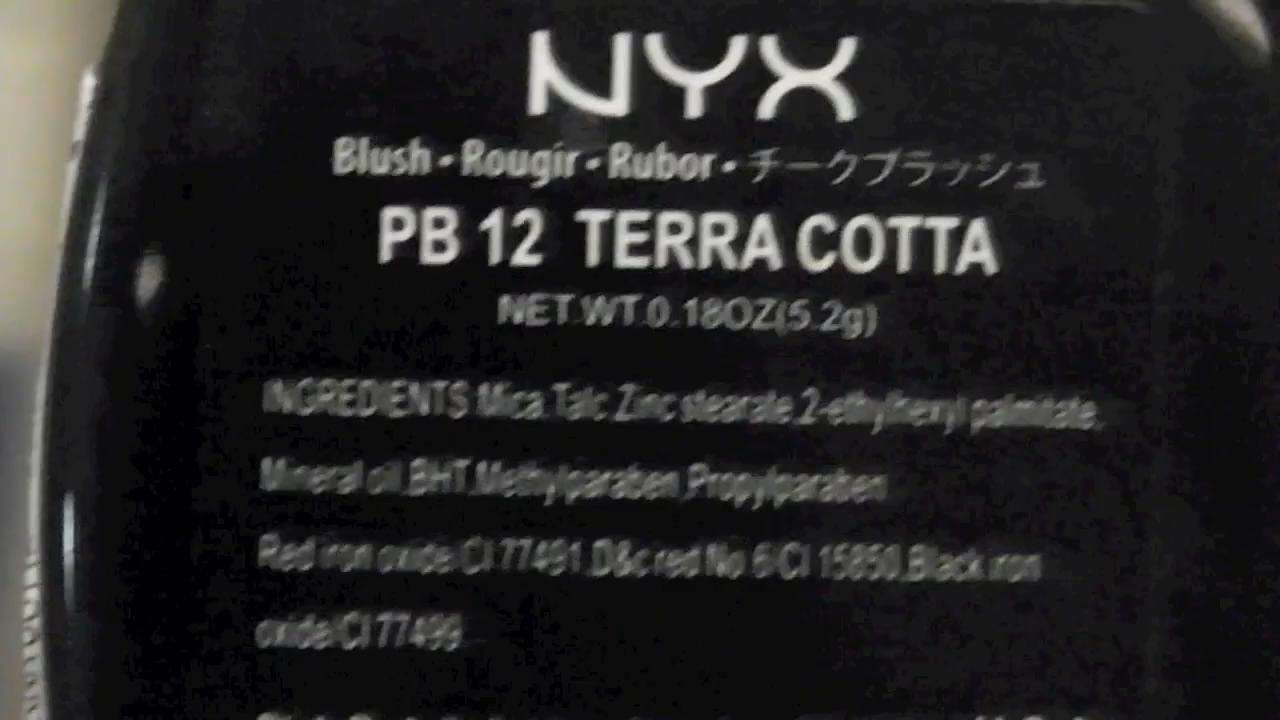 NYX
Blush • Rougir • Rubor • チークブラッシュ
PB 12 TERRA COTTA
NET.WT.0.18OZ(5.2g)
INGREDIENTS:Mica,Talc,Zinc stearate,2-ethylhexyl palmitate,
Mineral oil,BHT,Methylparaben,Propylparaben
Red iron oxide/CI 77491,D&c red No 6/CI 15850,Black iron
oxide/CI 77499